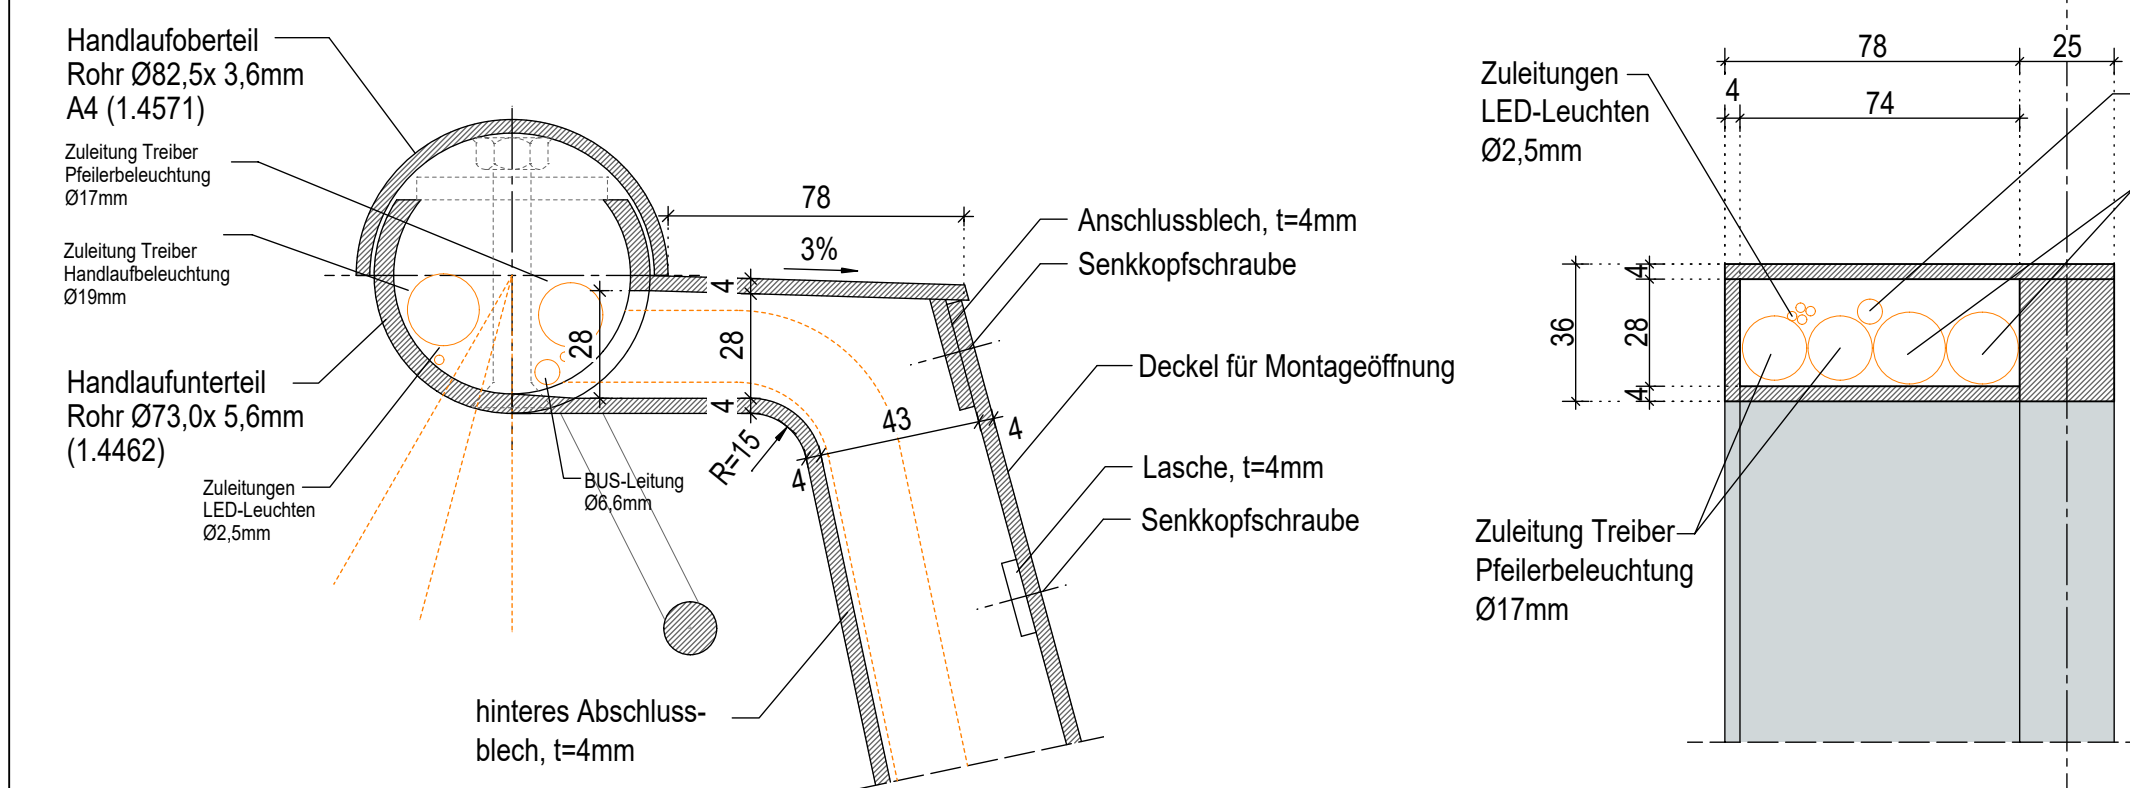 Handlaufoberteil
Rohr Ø82,5x 3,6mm
A4 (1.4571)
Zuleitung Treiber
Pfeilerbeleuchtung
Ø17mm
Zuleitung Treiber
Handlaufbeleuchtung
Ø19mm
Handlaufunterteil
Rohr Ø73,0x 5,6mm
(1.4462)
Zuleitungen
LED-Leuchten
Ø2,5mm
BUS-Leitung
Ø6,6mm
hinteres Abschluss-
blech, t=4mm
78
3%
4
28
28
4
R=15
4
43
4
Anschlussblech, t=4mm
Senkkopfschraube
Deckel für Montageöffnung
Lasche, t=4mm
Senkkopfschraube
Zuleitungen
LED-Leuchten
Ø2,5mm
78
25
4
74
36
4
28
4
Zuleitung Treiber
Pfeilerbeleuchtung
Ø17mm